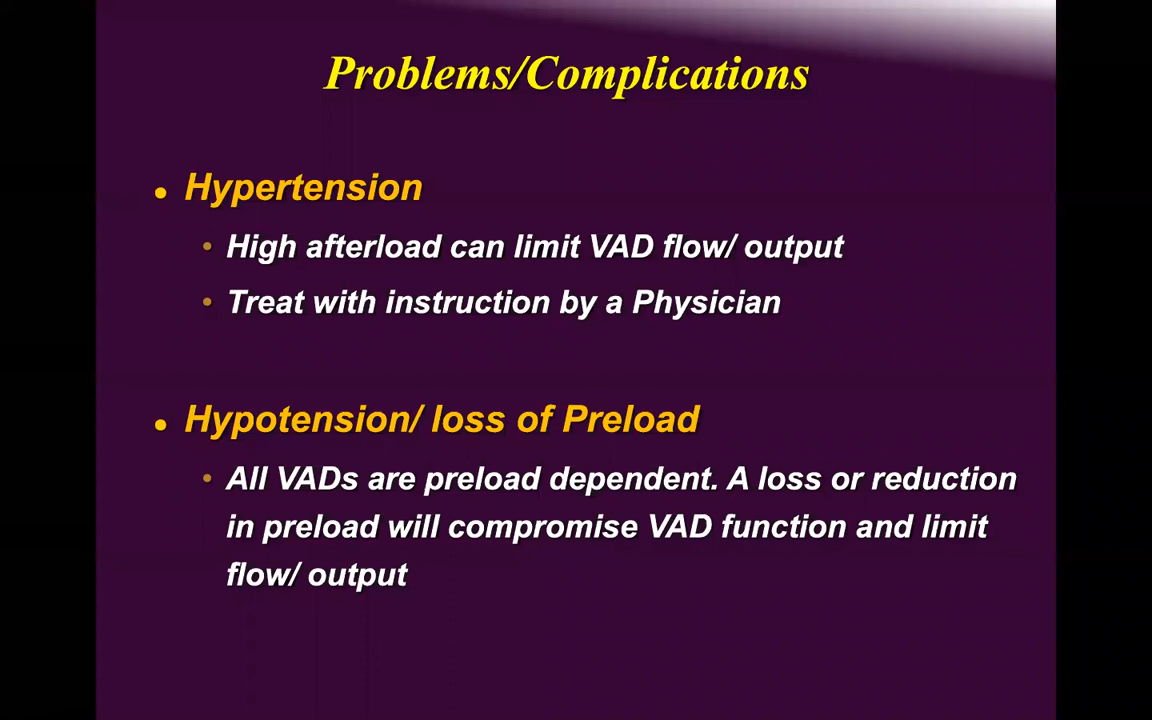 Problems/Complications
• Hypertension
• High afterload can limit VAD flow/ output
• Treat with instruction by a Physician
• Hypotension/ loss of Preload
• All VADs are preload dependent. A loss or reduction
in preload will compromise VAD function and limit
flow/ output